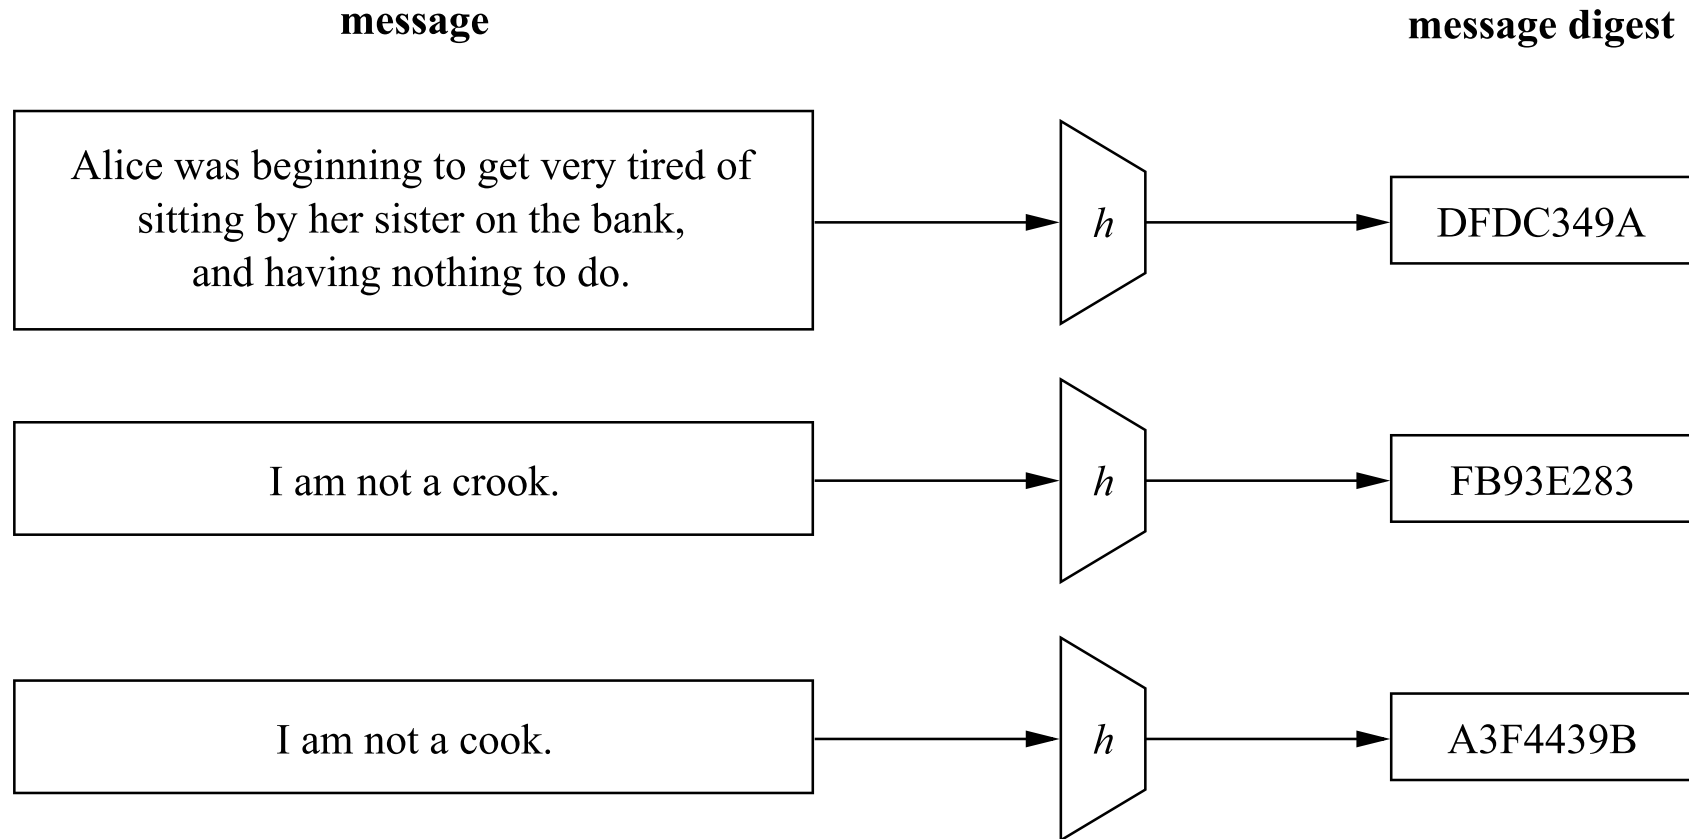 message
message digest
Alice was beginning to get very tired of
sitting by her sister on the bank,
and having nothing to do.
h
DFDC349A
I am not a crook.
h
FB93E283
I am not a cook.
h
A3F4439B